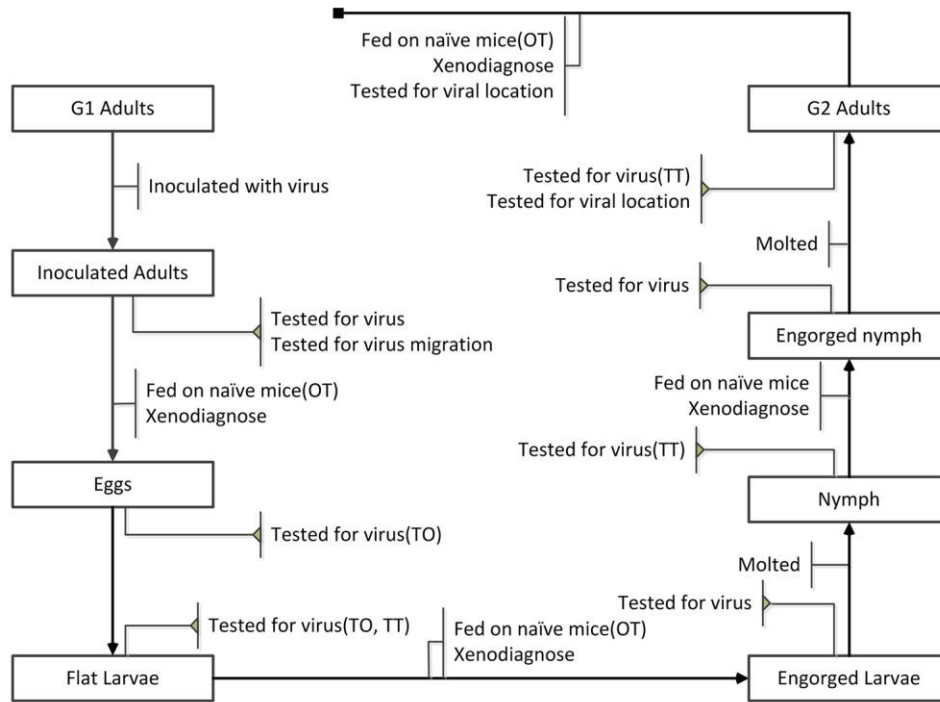 Fed on naïve mice(OT)
Xenodiagnose
Tested for viral location
G1 Adults
G2 Adults
Inoculated with virus
Tested for virus(TT)
Tested for viral location
Molted
Inoculated Adults
Tested for virus
Tested for virus
Tested for virus migration
Engorged nymph
Fed on naïve mice(OT)
Xenodiagnose
Fed on naïve mice
Xenodiagnose
Tested for virus(TT)
Eggs
Nymph
Tested for virus(TO)
Molted
Tested for virus
Tested for virus(TO, TT)
Fed on naïve mice(OT)
Xenodiagnose
Flat Larvae
Engorged Larvae